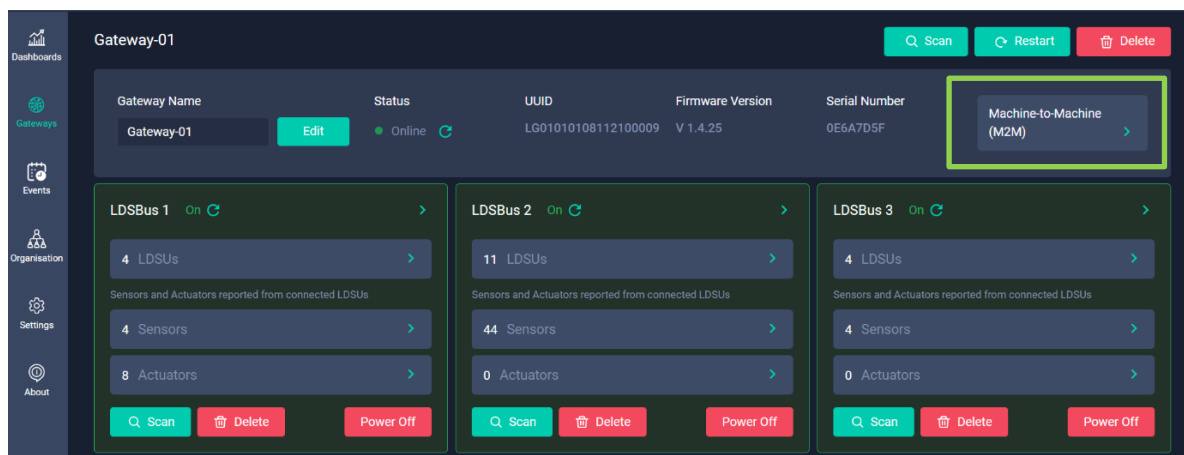 Dashboards
Gateways
Events
Organisation
Settings
About
Gateway-01
Scan
Restart
Delete
Gateway Name
Gateway-01
Edit
Status
Online
UUID
LG01010108112100009
Firmware Version
V 1.4.25
Serial Number
0E6A7D5F
Machine-to-Machine
(M2M)
LDSBus 1 On
4 LDSUs
Sensors and Actuators reported from connected LDSUs
4 Sensors
8 Actuators
Scan
Delete
Power Off
LDSBus 2 On
11 LDSUs
Sensors and Actuators reported from connected LDSUs
44 Sensors
0 Actuators
Scan
Delete
Power Off
LDSBus 3 On
4 LDSUs
Sensors and Actuators reported from connected LDSUs
4 Sensors
0 Actuators
Scan
Delete
Power Off